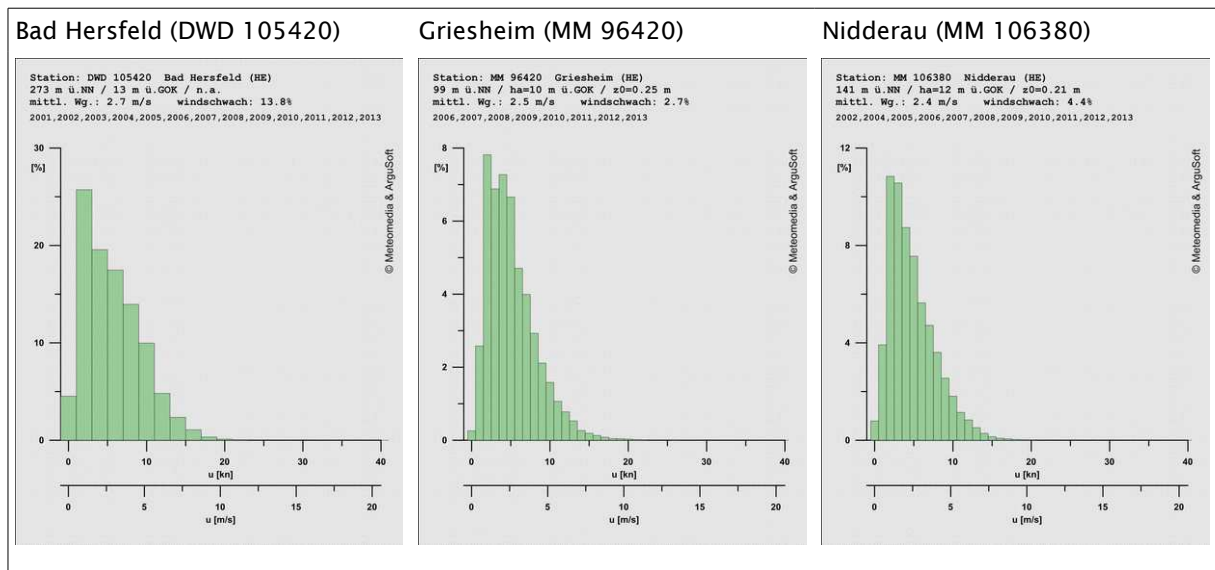 Bad Hersfeld (DWD 105420)
Station: DWD 105420 Bad Hersfeld (HE)
273 m ü.NN / 13 m ü.GOK / n.a.
mittl. Wg.: 2.7 m/s windschwach: 13.8%
2001,2002,2003,2004,2005,2006,2007,2008,2009,2010,2011,2012,2013
30
[%]
20
10
0
© Meteomedia & ArguSoft
0 10 20 30 40
u [kn]
0 5 10 15 20
u [m/s]
Griesheim (MM 96420)
Station: MM 96420 Griesheim (HE)
99 m ü.NN / ha=10 m ü.GOK / z0=0.25 m
mittl. Wg.: 2.5 m/s windschwach: 2.7%
2006,2007,2008,2009,2010,2011,2012,2013
8
[%]
6
4
2
0
© Meteomedia & ArguSoft
0 10 20 30 40
u [kn]
0 5 10 15 20
u [m/s]
Nidderau (MM 106380)
Station: MM 106380 Nidderau (HE)
141 m ü.NN / ha=12 m ü.GOK / z0=0.21 m
mittl. Wg.: 2.4 m/s windschwach: 4.4%
2002,2004,2005,2006,2007,2008,2009,2010,2011,2012,2013
12
[%]
8
4
0
© Meteomedia & ArguSoft
0 10 20 30 40
u [kn]
0 5 10 15 20
u [m/s]